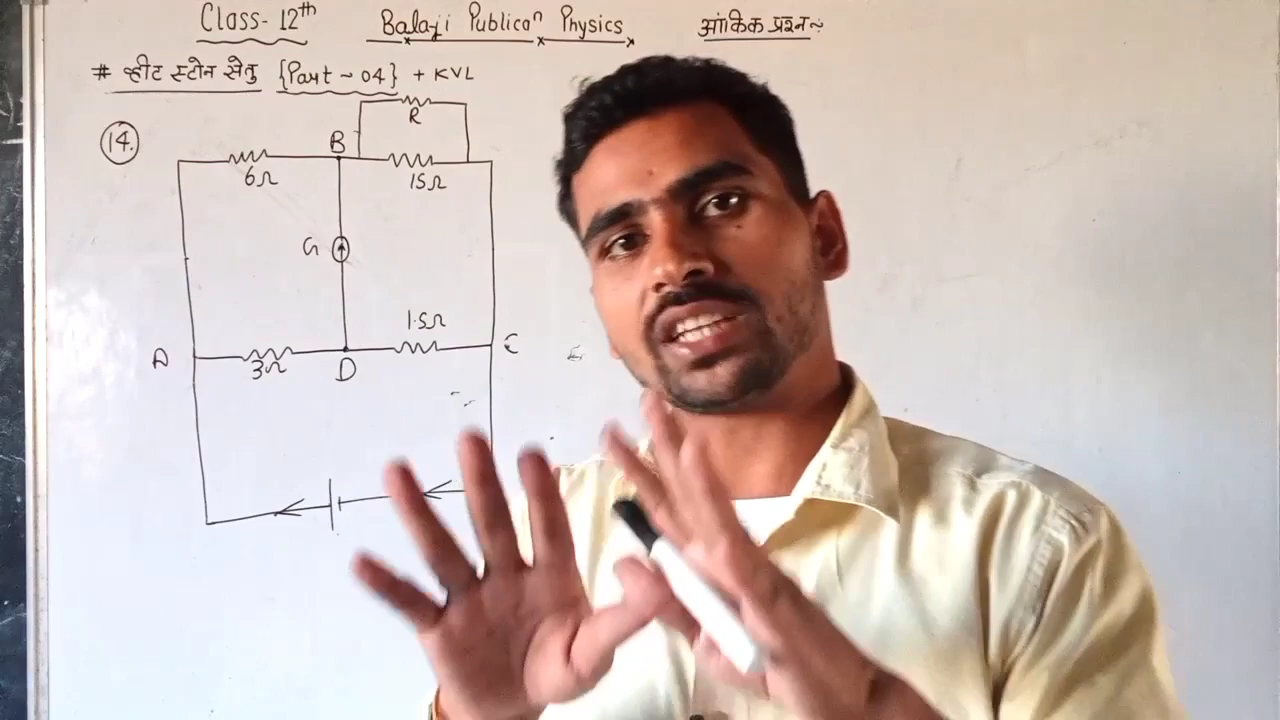 Class- 12th Balaji Publicaⁿ Physics आंकिक प्रश्न~
# व्हीट स्टोन सेतु {Part ~ 04} + KVL
14.
R
B
6Ω 15Ω
G
1.5Ω
A C
3Ω D